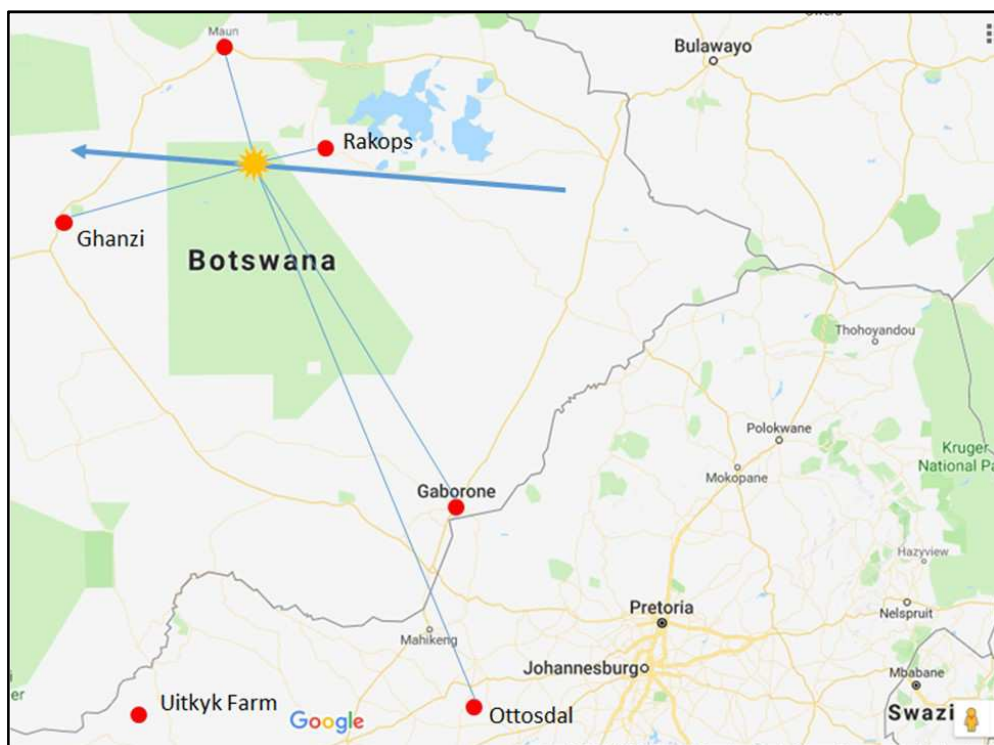 Maun
Bulawayo
Rakops
Ghanzi
Botswana
Thohoyandou
Polokwane
Kruger
National Pa
Mokopane
Gaborone
Hazyview
Pretoria
Nelspruit
Mahikeng
Johannesburg
Mbabane
Uitkyk Farm
Google
Ottosdal
Swazi